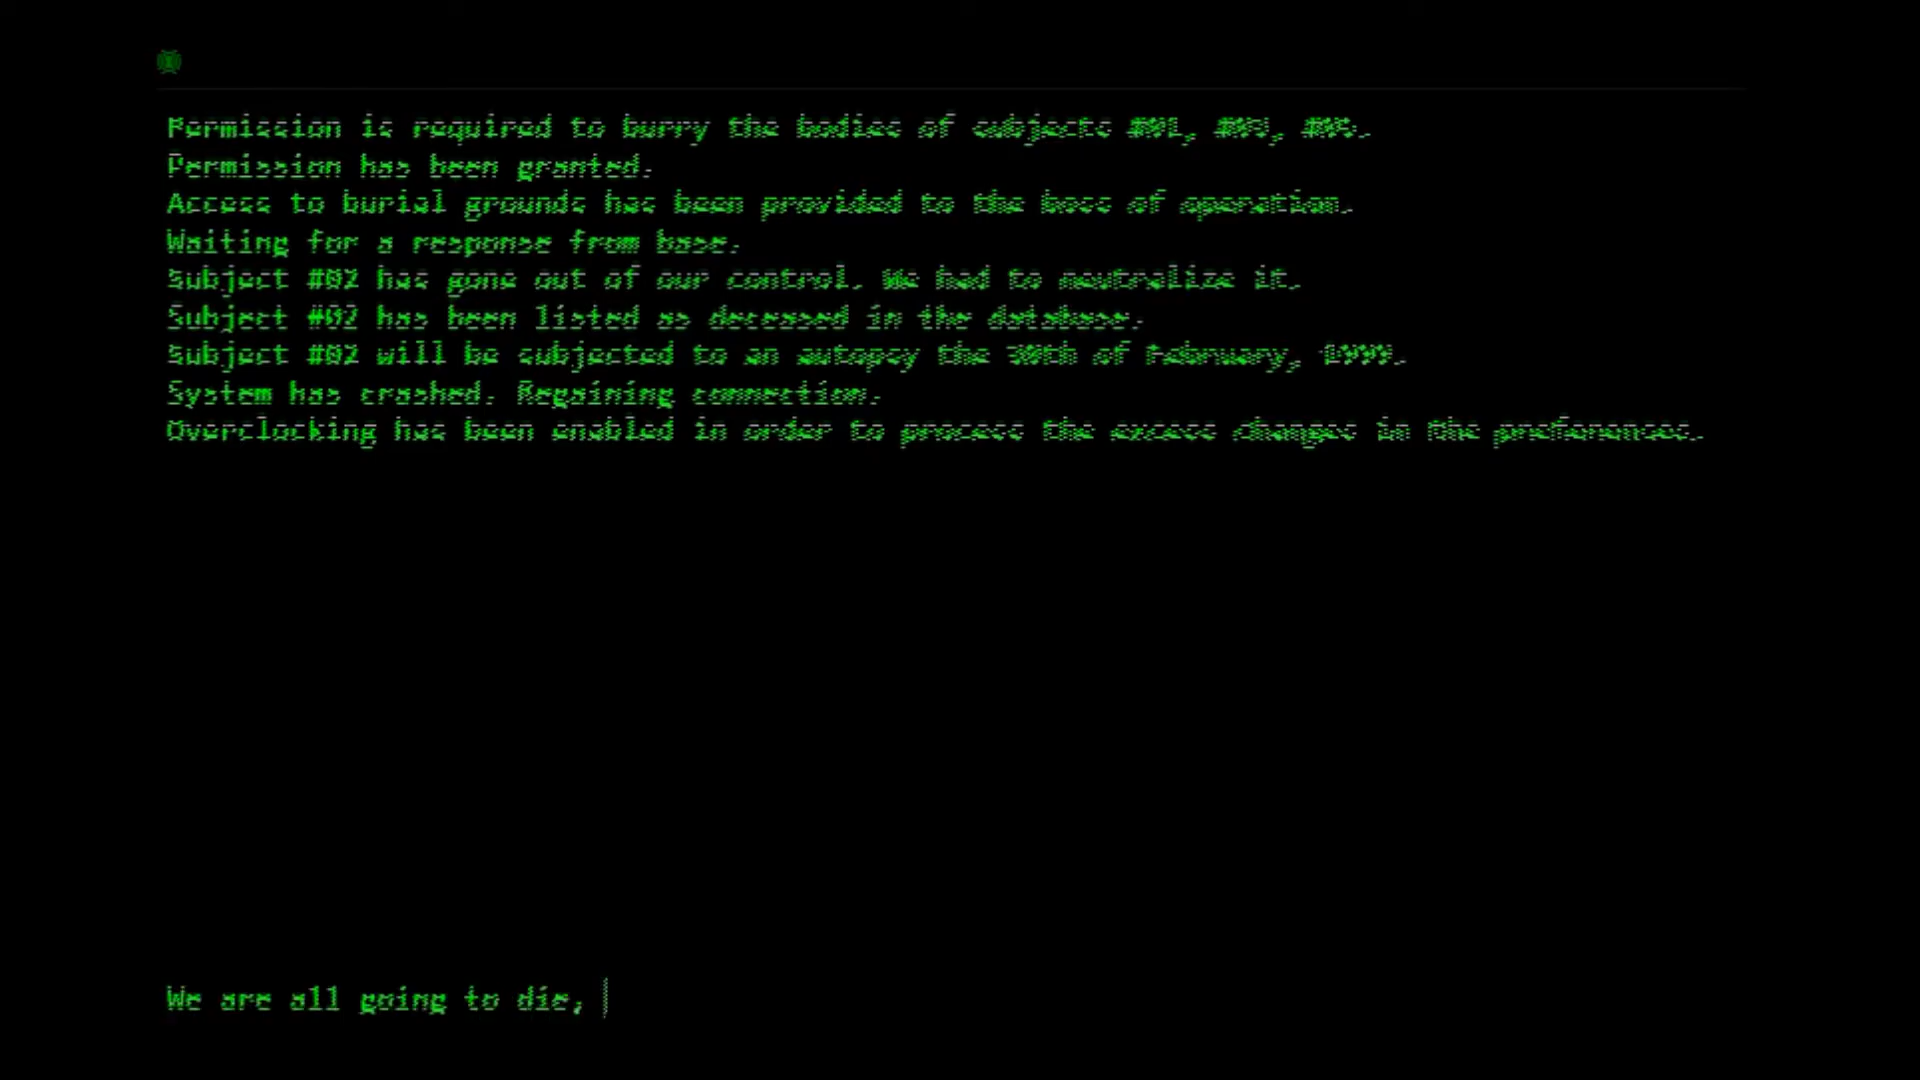 Permission is required to burry the bodies of subjects #01, #03, #05.
Permission has been granted.
Access to burial grounds has been provided to the boss of operation.
Waiting for a response from base.
Subject #02 has gone out of our control. We had to neutralize it.
Subject #02 has been listed as deceased in the database.
Subject #02 will be subjected to an autopsy the 30th of February, 1999.
System has crashed. Regaining connection.
Overclocking has been enabled in order to process the excess changes in the preferences.
We are all going to die,